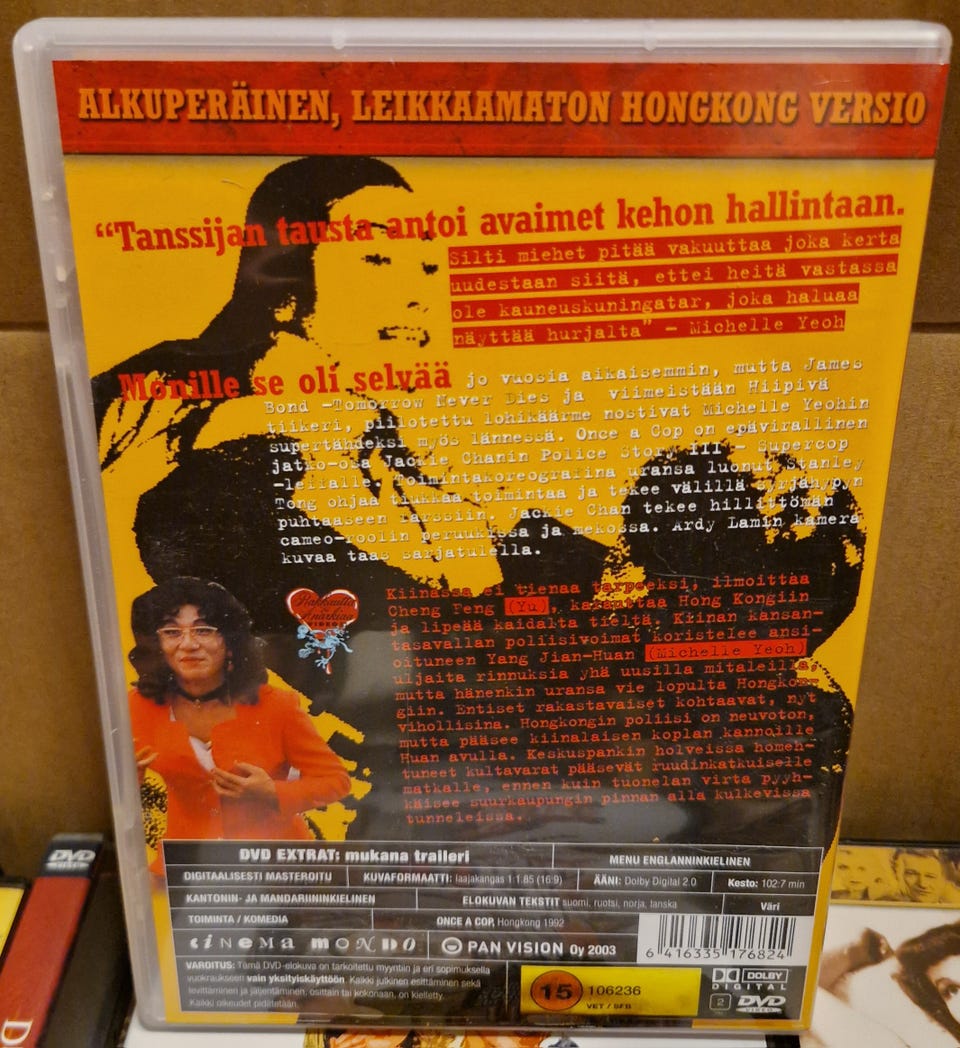 ALKUPERÄINEN, LEIKKAAMATON HONGKONG VERSIO
“Tanssijan tausta antoi avaimet kehon hallintaan.
Silti miehet pitää vakuuttaa joka kerta
uudestaan siitä, ettei heitä vastassa
ole kauneuskuningatar, joka haluaa
näyttää hurjalta” – Michelle Yeoh
Monille se oli selvää jo vuosia aikaisemmin, mutta James
Bond -Tomorrow Never Dies ja viimeistään Hiipivä
tiikeri, piilotettu lohikäärme nostivat Michelle Yeohin
supertähdeksi myös lännessä. Once a Cop on epävirallinen
jatko-osa Jackie Chanin Police Story III - Supercop
-leffalle. Toimintakoreografina uransa luonut Stanley
Tong ohjaa tiukkaa toimintaa ja tekee välillä syrjähypyn
puhtaaseen farssiin. Jackie Chan tekee hillittömän
cameo-roolin peruukissa ja mekossa. Ardy Lamin kamera
kuvaa taas sarjatulella.
Rakkautta
& Anarkiaa
VIDEO
Kiinassa ei tienaa tarpeeksi, ilmoittaa
Cheng Feng (Yu), karauttaa Hong Kongiin
ja lipeää kaidalta tieltä. Kiinan kansan-
tasavallan poliisivoimat koristelee ansi-
oituneen Yang Jian-Huan (Michelle Yeoh)
uljaita rinnuksia yhä uusilla mitaleilla,
mutta hänenkin uransa vie lopulta Hongkon-
giin. Entiset rakastavaiset kohtaavat, nyt
vihollisina. Hongkongin poliisi on neuvoton,
mutta pääsee kiinalaisen koplan kannoille
Huan avulla. Keskuspankin holveissa homeh-
tuneet kultavarat pääsevät ruudinkatkuiselle
matkalle, ennen kuin tuonelan virta pyyh-
käisee suurkaupungin pinnan alla kulkevissa
tunneleissa.
DVD EXTRAT: mukana traileri
MENU ENGLANNINKIELINEN
DIGITAALISESTI MASTEROITU
KUVAFORMAATTI: laajakangas 1:1.85 (16:9)
ÄÄNI: Dolby Digital 2.0
Kesto: 102:7 min
KANTONIN- JA MANDARIININKIELINEN
ELOKUVAN TEKSTIT suomi, ruotsi, norja, tanska
Väri
TOIMINTA / KOMEDIA
ONCE A COP, Hongkong 1992
CINEMA MONDO
PAN VISION Oy 2003
6 416335 176824
VAROITUS: Tämä DVD-elokuva on tarkoitettu myyntiin ja eri sopimuksella
vuokraukseen vain yksityiskäyttöön. Kaikki julkinen esittäminen sekä
levittäminen ja jäljentäminen, osittain tai kokonaan, on kielletty.
Kaikki oikeudet pidätetään.
15
106236
VET / SFB
DOLBY
DIGITAL
2
DVD
VIDEO
DVD
VIDEO
D